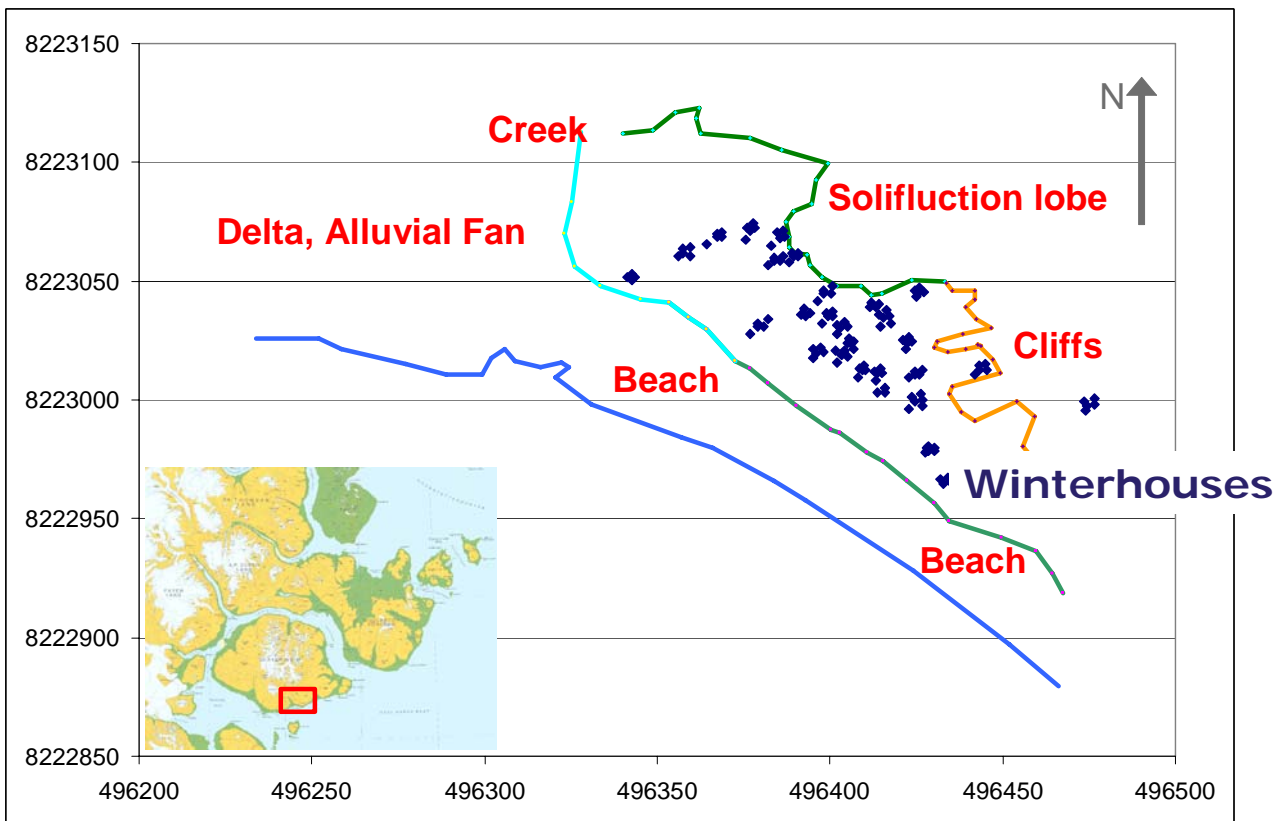 8223150
N
Creek
8223100
Solifluction lobe
Delta, Alluvial Fan
8223050
Cliffs
Beach
8223000
Winterhouses
8222950
Beach
8222900
8222850
496200 496250 496300 496350 496400 496450 496500